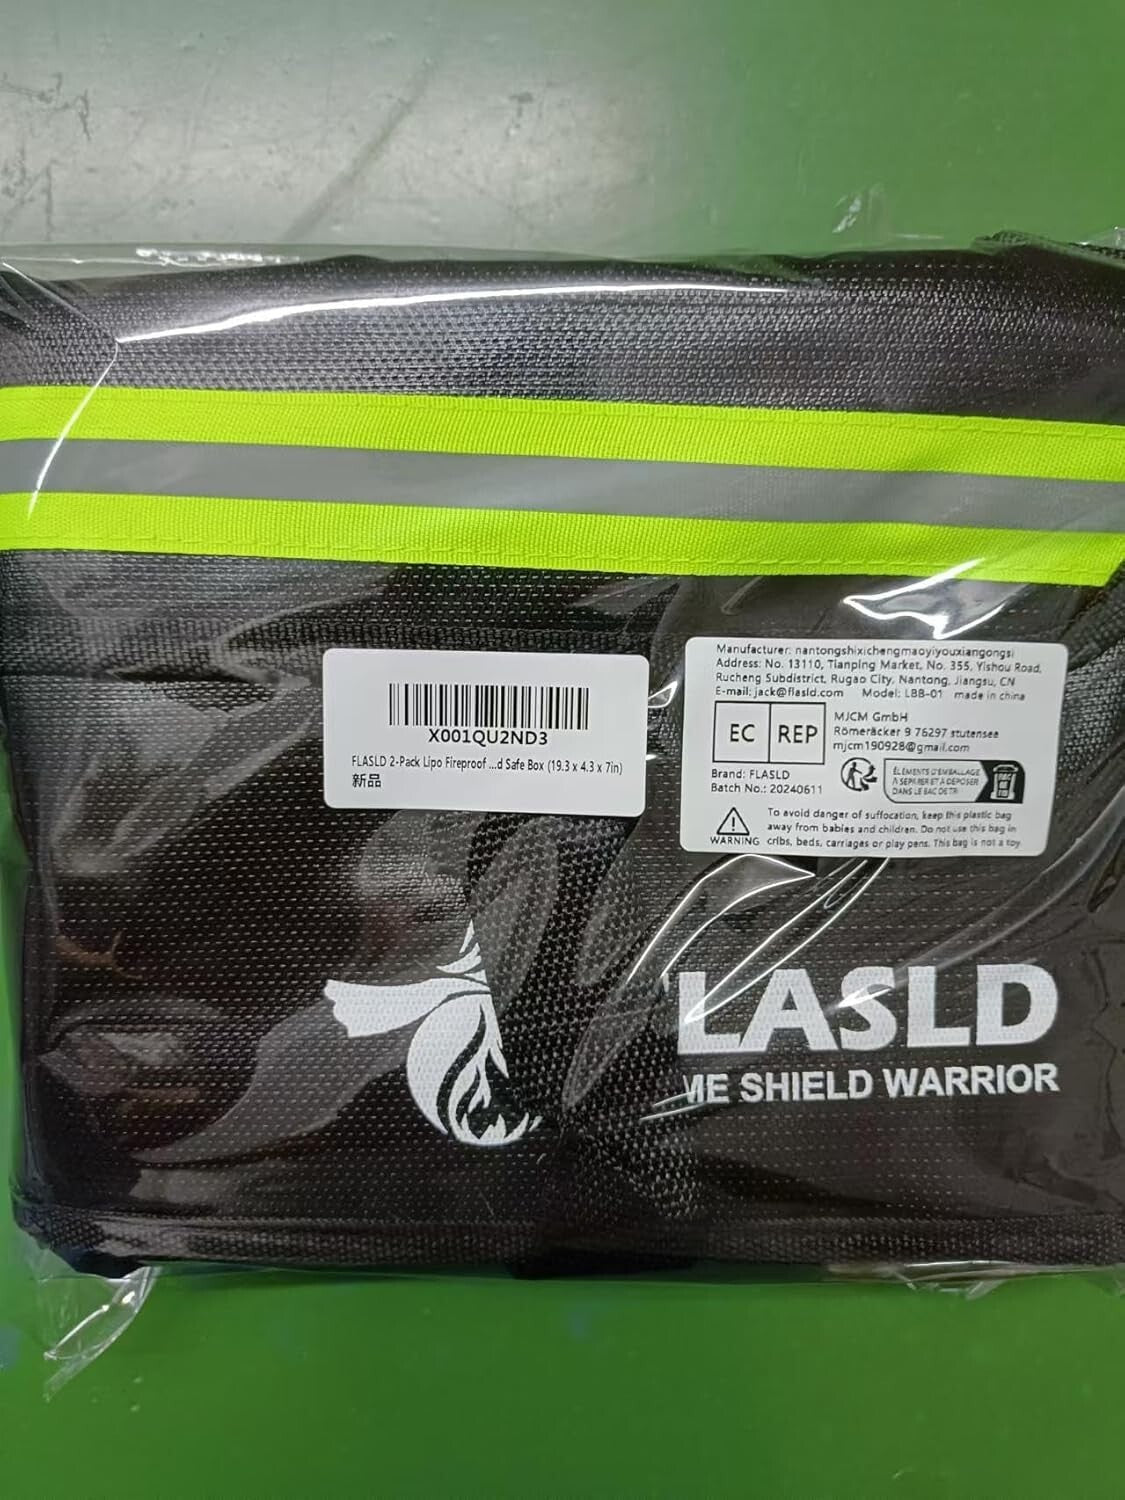 X001QU2ND3
FLASLD 2-Pack Lipo Fireproof ...d Safe Box (19.3 x 4.3 x 7in)
新品
Manufacturer: nantongshixichengmaoyiyouxiangongsi
Address: No. 13110, Tianping Market, No. 355, Yishou Road,
Rucheng Subdistrict, Rugao City, Nantong, Jiangsu, CN
E-mail: jack@flasld.com Model: LBB-01 made in china
EC REP
MJCM GmbH
Römeräcker 9 76297 stutensee
mjcm190928@gmail.com
Brand: FLASLD
Batch No.: 20240611
ÉLÉMENTS D'EMBALLAGE
À SÉPARER ET À DÉPOSER
DANS LE BAC DE TRI
WARNING
To avoid danger of suffocation, keep this plastic bag
away from babies and children. Do not use this bag in
cribs, beds, carriages or play pens. This bag is not a toy
LASLD
ME SHIELD WARRIOR